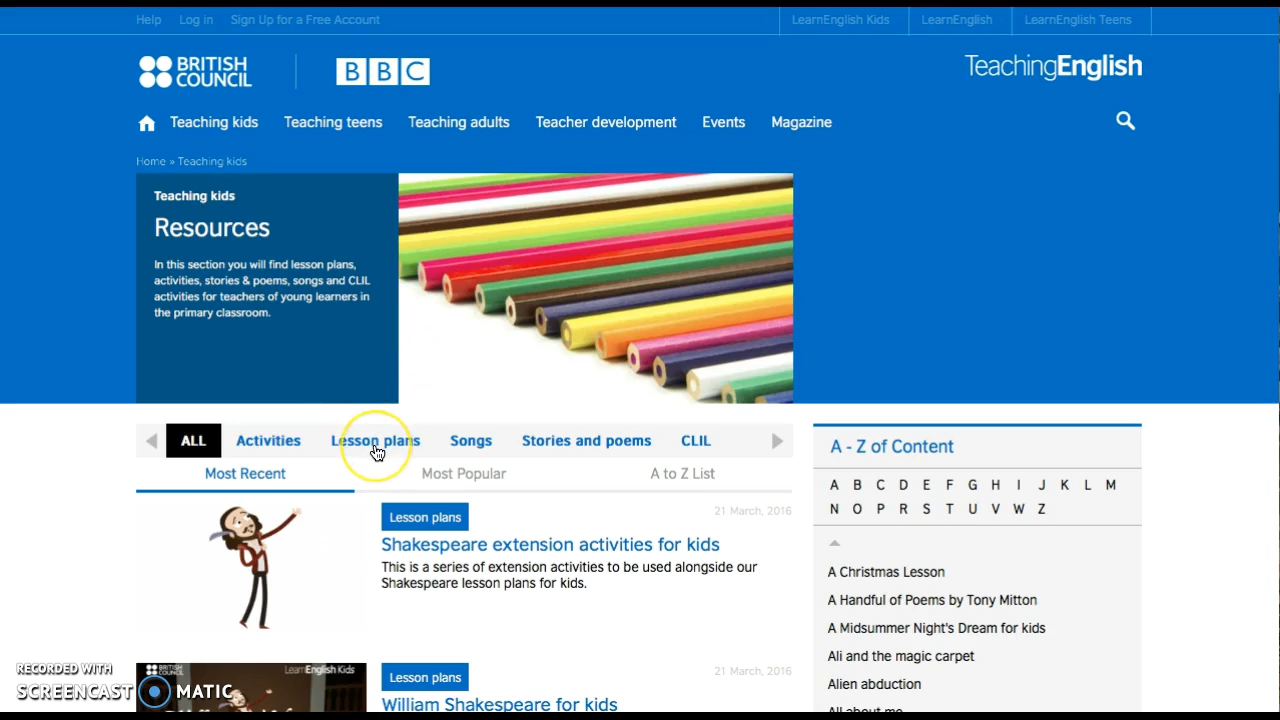 Help Log in Sign Up for a Free Account LearnEnglish Kids LearnEnglish LearnEnglish Teens
BRITISH
COUNCIL
BBC
TeachingEnglish
Teaching kids Teaching teens Teaching adults Teacher development Events Magazine
Home » Teaching kids
Teaching kids
Resources
In this section you will find lesson plans,
activities, stories & poems, songs and CLIL
activities for teachers of young learners in
the primary classroom.
ALL Activities Lesson plans Songs Stories and poems CLIL
Most Recent Most Popular A to Z List
Lesson plans 21 March, 2016
Shakespeare extension activities for kids
This is a series of extension activities to be used alongside our
Shakespeare lesson plans for kids.
BRITISH
COUNCIL
LearnEnglish Kids
Lesson plans 21 March, 2016
William Shakespeare for kids
A - Z of Content
A B C D E F G H I J K L M
N O P R S T U V W Z
A Christmas Lesson
A Handful of Poems by Tony Mitton
A Midsummer Night's Dream for kids
Ali and the magic carpet
Alien abduction
All about me
RECORDED WITH
SCREENCAST MATIC